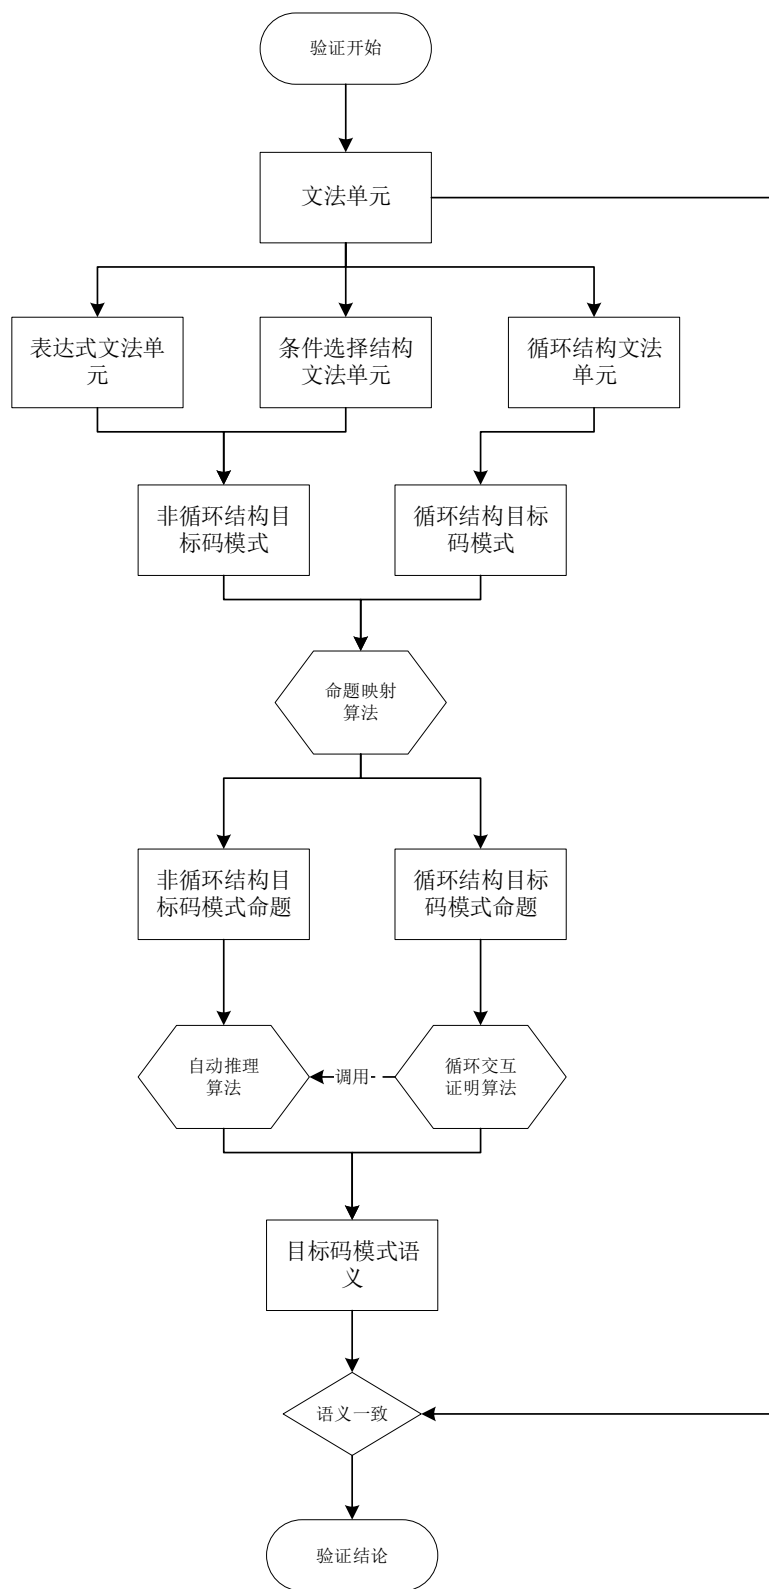 验证开始
文法单元
表达式文法单
元
条件选择结构
文法单元
循环结构文法
单元
非循环结构目
标码模式
循环结构目标
码模式
命题映射
算法
非循环结构目
标码模式命题
循环结构目标
码模式命题
自动推理
算法
调用
循环交互
证明算法
目标码模式语
义
语义一致
验证结论